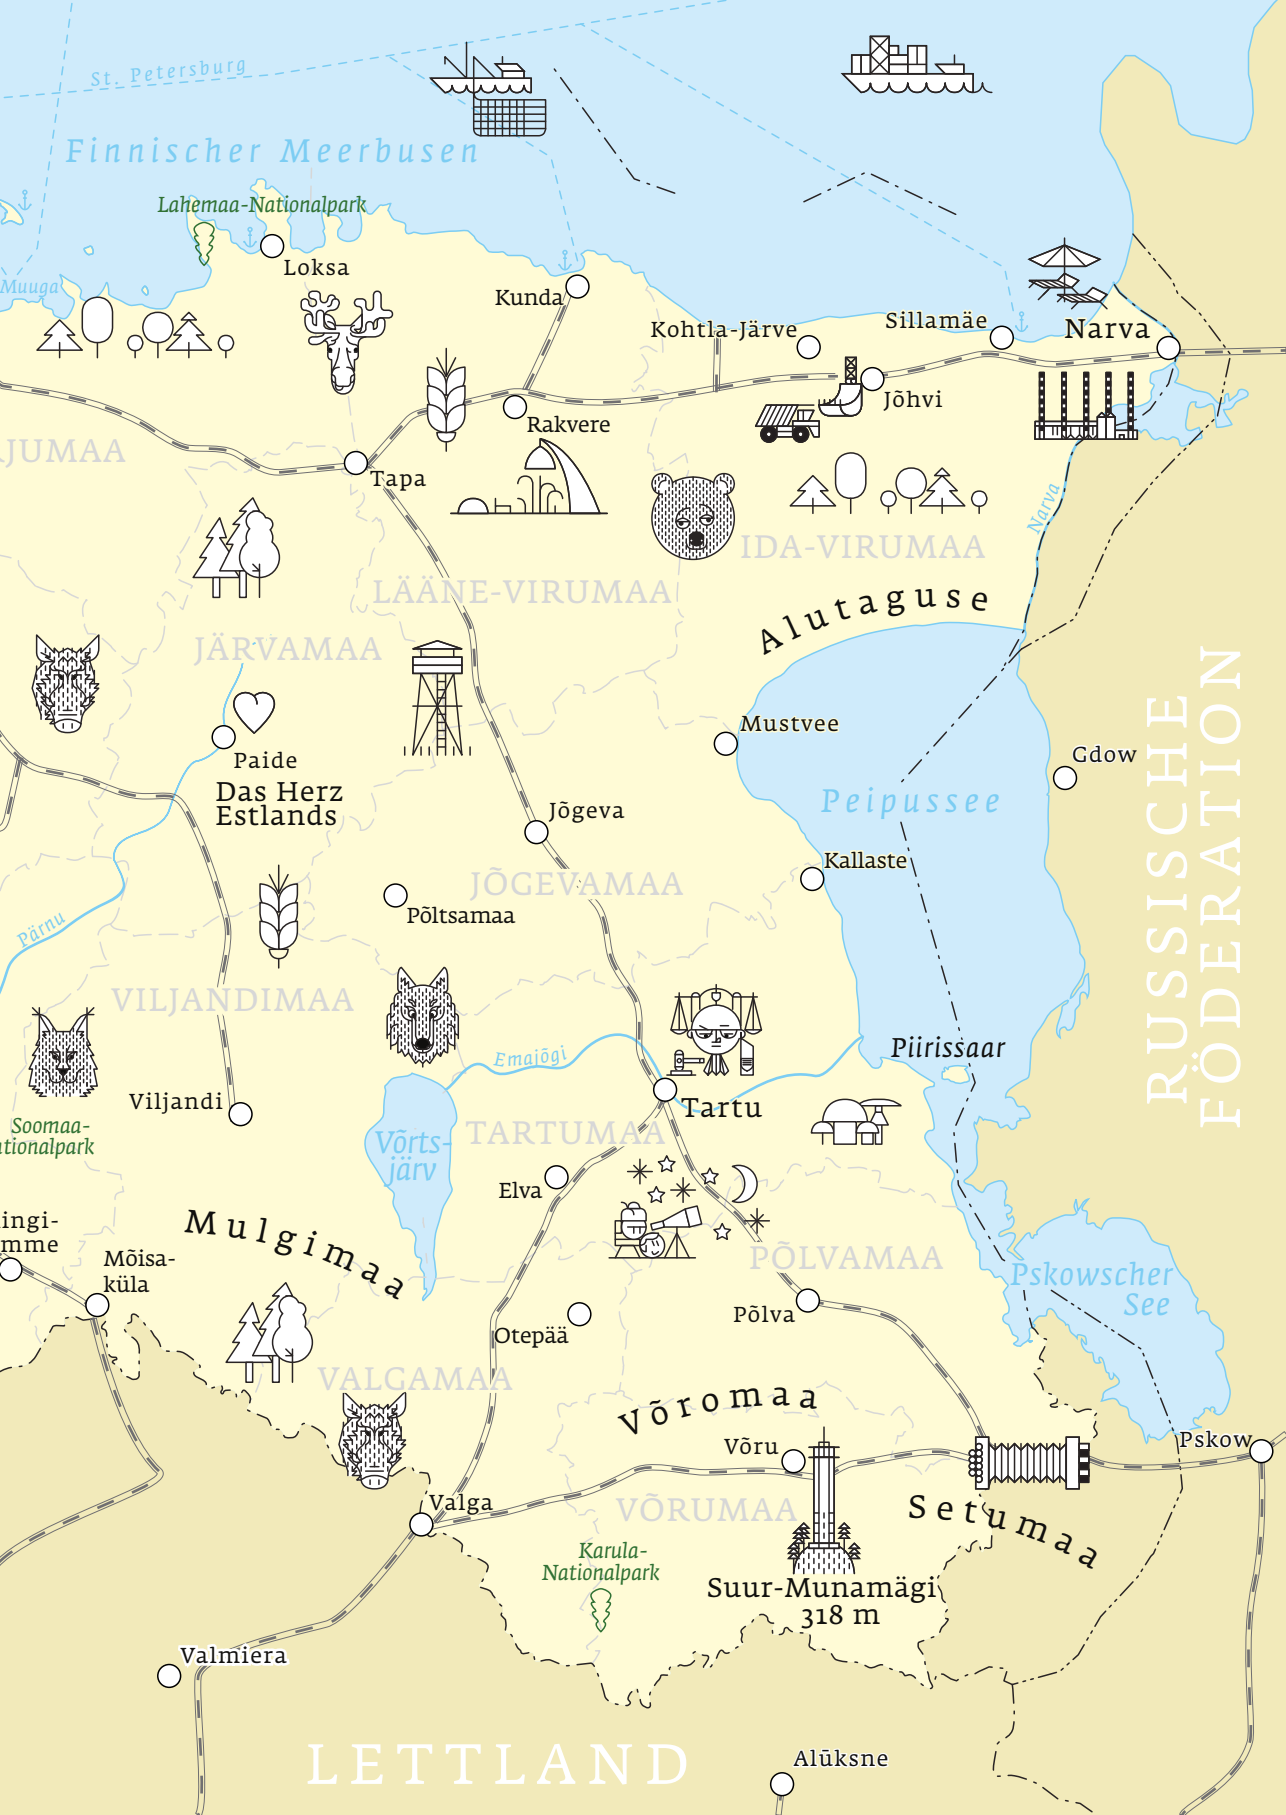 St. Petersburg
Finnischer Meerbusen
Lahemaa-Nationalpark
Loksa
Muuga
Kunda
Kohtla-Järve
Sillamäe
Narva
Jõhvi
Rakvere
JUMAA
Tapa
Narva
IDA-VIRUMAA
LÄÄNE-VIRUMAA
Alutaguse
JÄRVAMAA
Mustvee
Gdow
Paide
Das Herz
Estlands
Peipussee
RUSSISCHE
FÖDERATION
Jõgeva
Kallaste
JÕGEVAMAA
Põltsamaa
Pärnu
VILJANDIMAA
Emajõgi
Piirissaar
Viljandi
Tartu
Soomaa-
ationalpark
Võrts-
järv
TARTUMAA
Elva
Mulgimaa
ingi-
mme
Mõisa-
küla
PÕLVAMAA
Pskowscher
See
Põlva
Otepää
VALGAMAA
Võromaa
Võru
Pskow
Valga
VÕRUMAA
Setumaa
Karula-
Nationalpark
Suur-Munamägi
318 m
Valmiera
LETTLAND
Alūksne